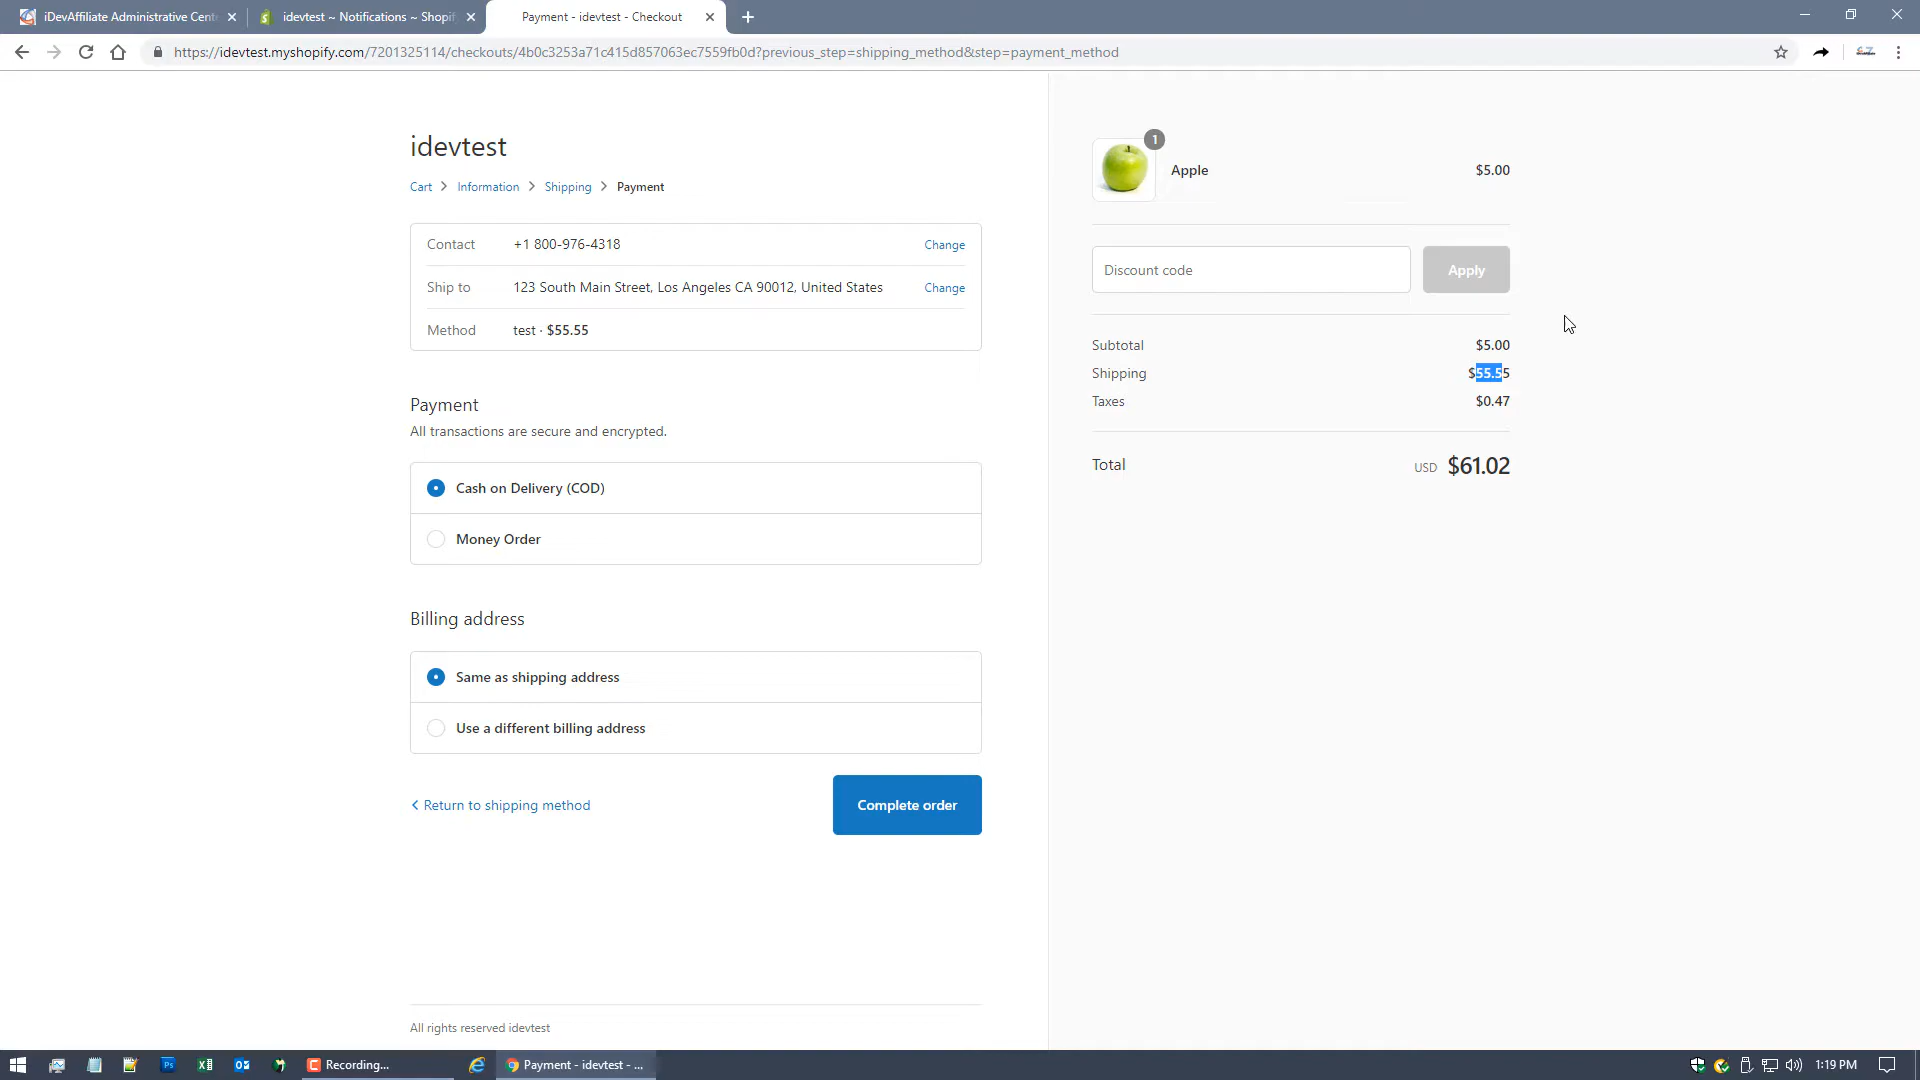 iDevAffiliate Administrative Cent
idevtest ~ Notifications ~ Shopif
Payment - idevtest - Checkout
https://idevtest.myshopify.com/7201325114/checkouts/4b0c3253a71c415d857063ec7559fb0d?previous_step=shipping_method&step=payment_method
idevtest
Cart > Information > Shipping > Payment
Contact +1 800-976-4318 Change
Ship to 123 South Main Street, Los Angeles CA 90012, United States Change
Method test · $55.55
Payment
All transactions are secure and encrypted.
Cash on Delivery (COD)
Money Order
Billing address
Same as shipping address
Use a different billing address
< Return to shipping method
Complete order
All rights reserved idevtest
1
Apple $5.00
Discount code Apply
Subtotal $5.00
Shipping $55.55
Taxes $0.47
Total USD $61.02
Recording...
Payment - idevtest - ...
1:19 PM